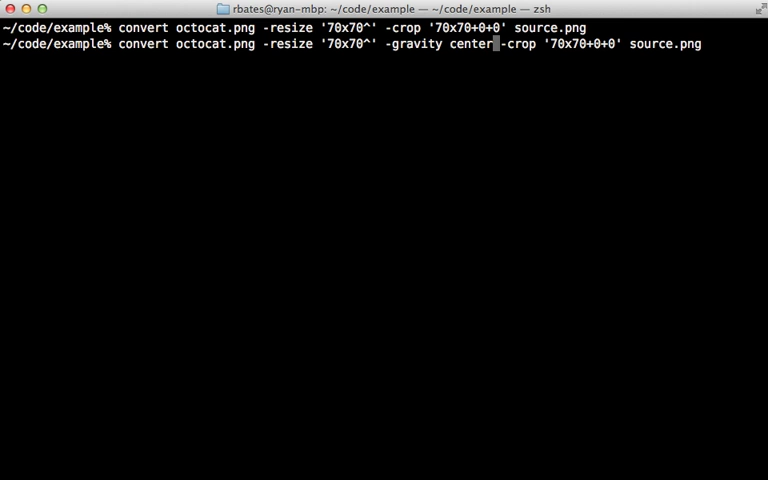 rbates@ryan-mbp: ~/code/example — ~/code/example — zsh
~/code/example% convert octocat.png -resize '70x70^' -crop '70x70+0+0' source.png
~/code/example% convert octocat.png -resize '70x70^' -gravity center -crop '70x70+0+0' source.png